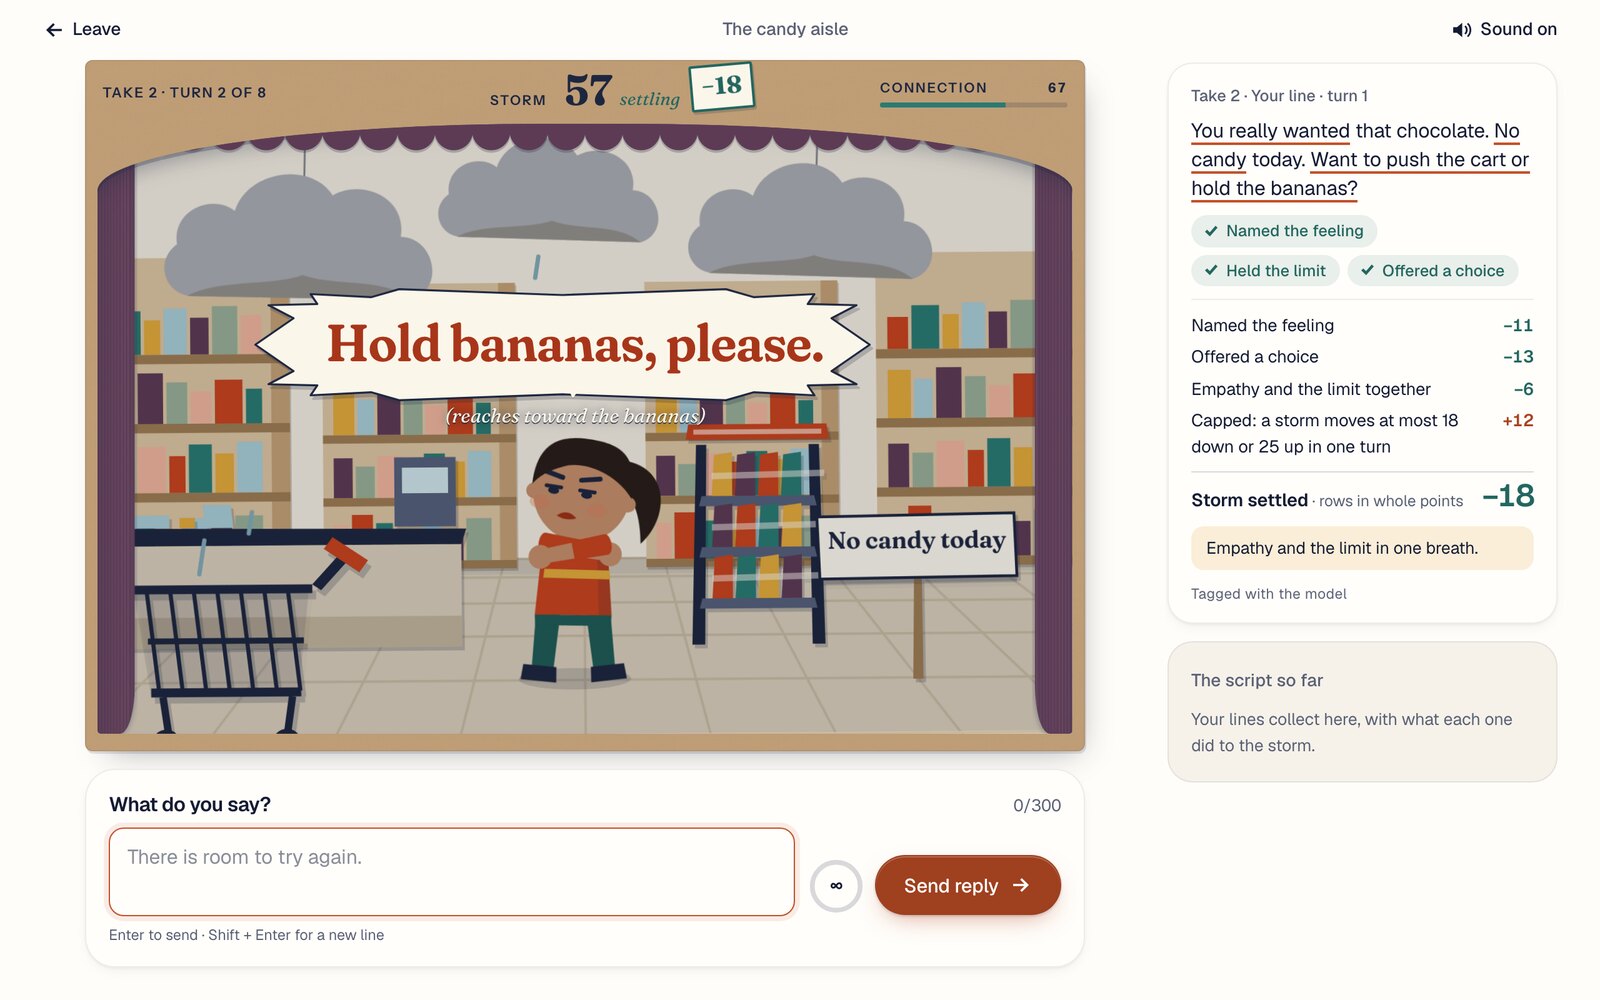 Leave
The candy aisle
Sound on
TAKE 2 · TURN 2 OF 8
STORM 57 settling −18
CONNECTION 67
Hold bananas, please.
(reaches toward the bananas)
No candy today
What do you say?
0/300
There is room to try again.
∞
Send reply
Enter to send · Shift + Enter for a new line
Take 2 · Your line · turn 1
You really wanted that chocolate. No
candy today. Want to push the cart or
hold the bananas?
Named the feeling
Held the limit
Offered a choice
Named the feeling −11
Offered a choice −13
Empathy and the limit together −6
Capped: a storm moves at most 18 +12
down or 25 up in one turn
Storm settled · rows in whole points −18
Empathy and the limit in one breath.
Tagged with the model
The script so far
Your lines collect here, with what each one
did to the storm.